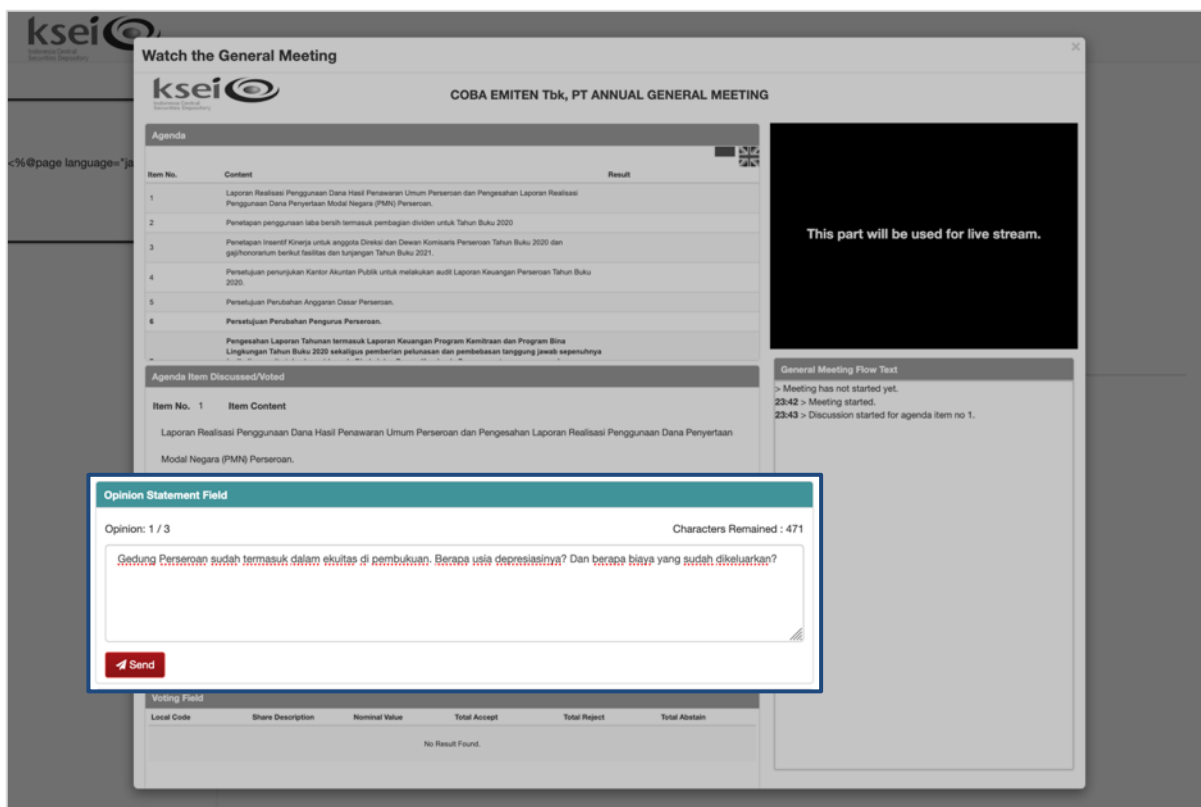 ksei
Indonesia Central
Securities Depository
<%@page language="ja
Watch the General Meeting
×
ksei
Indonesia Central
Securities Depository
COBA EMITEN Tbk, PT ANNUAL GENERAL MEETING
Agenda
Item No. Content Result
1 Laporan Realisasi Penggunaan Dana Hasil Penawaran Umum Perseroan dan Pengesahan Laporan Realisasi
Penggunaan Dana Penyertaan Modal Negara (PMN) Perseroan.
2 Penetapan penggunaan laba bersih termasuk pembagian dividen untuk Tahun Buku 2020
3 Penetapan Insentif Kinerja untuk anggota Direksi dan Dewan Komisaris Perseroan Tahun Buku 2020 dan
gaji/honorarium berikut fasilitas dan tunjangan Tahun Buku 2021.
4 Persetujuan penunjukan Kantor Akuntan Publik untuk melakukan audit Laporan Keuangan Perseroan Tahun Buku
2020.
5 Persetujuan Perubahan Anggaran Dasar Perseroan.
6 Persetujuan Perubahan Pengurus Perseroan.
Pengesahan Laporan Tahunan termasuk Laporan Keuangan Program Kemitraan dan Program Bina
Lingkungan Tahun Buku 2020 sekaligus pemberian pelunasan dan pembebasan tanggung jawab sepenuhnya
This part will be used for live stream.
Agenda Item Discussed/Voted
Item No. 1 Item Content
Laporan Realisasi Penggunaan Dana Hasil Penawaran Umum Perseroan dan Pengesahan Laporan Realisasi Penggunaan Dana Penyertaan
Modal Negara (PMN) Perseroan.
General Meeting Flow Text
> Meeting has not started yet.
23:42 > Meeting started.
23:43 > Discussion started for agenda item no 1.
Opinion Statement Field
Opinion: 1 / 3 Characters Remained : 471
Gedung Perseroan sudah termasuk dalam ekuitas di pembukuan. Berapa usia depresiasinya? Dan berapa biaya yang sudah dikeluarkan?
Send
Voting Field
Local Code Share Description Nominal Value Total Accept Total Reject Total Abstain
No Result Found.